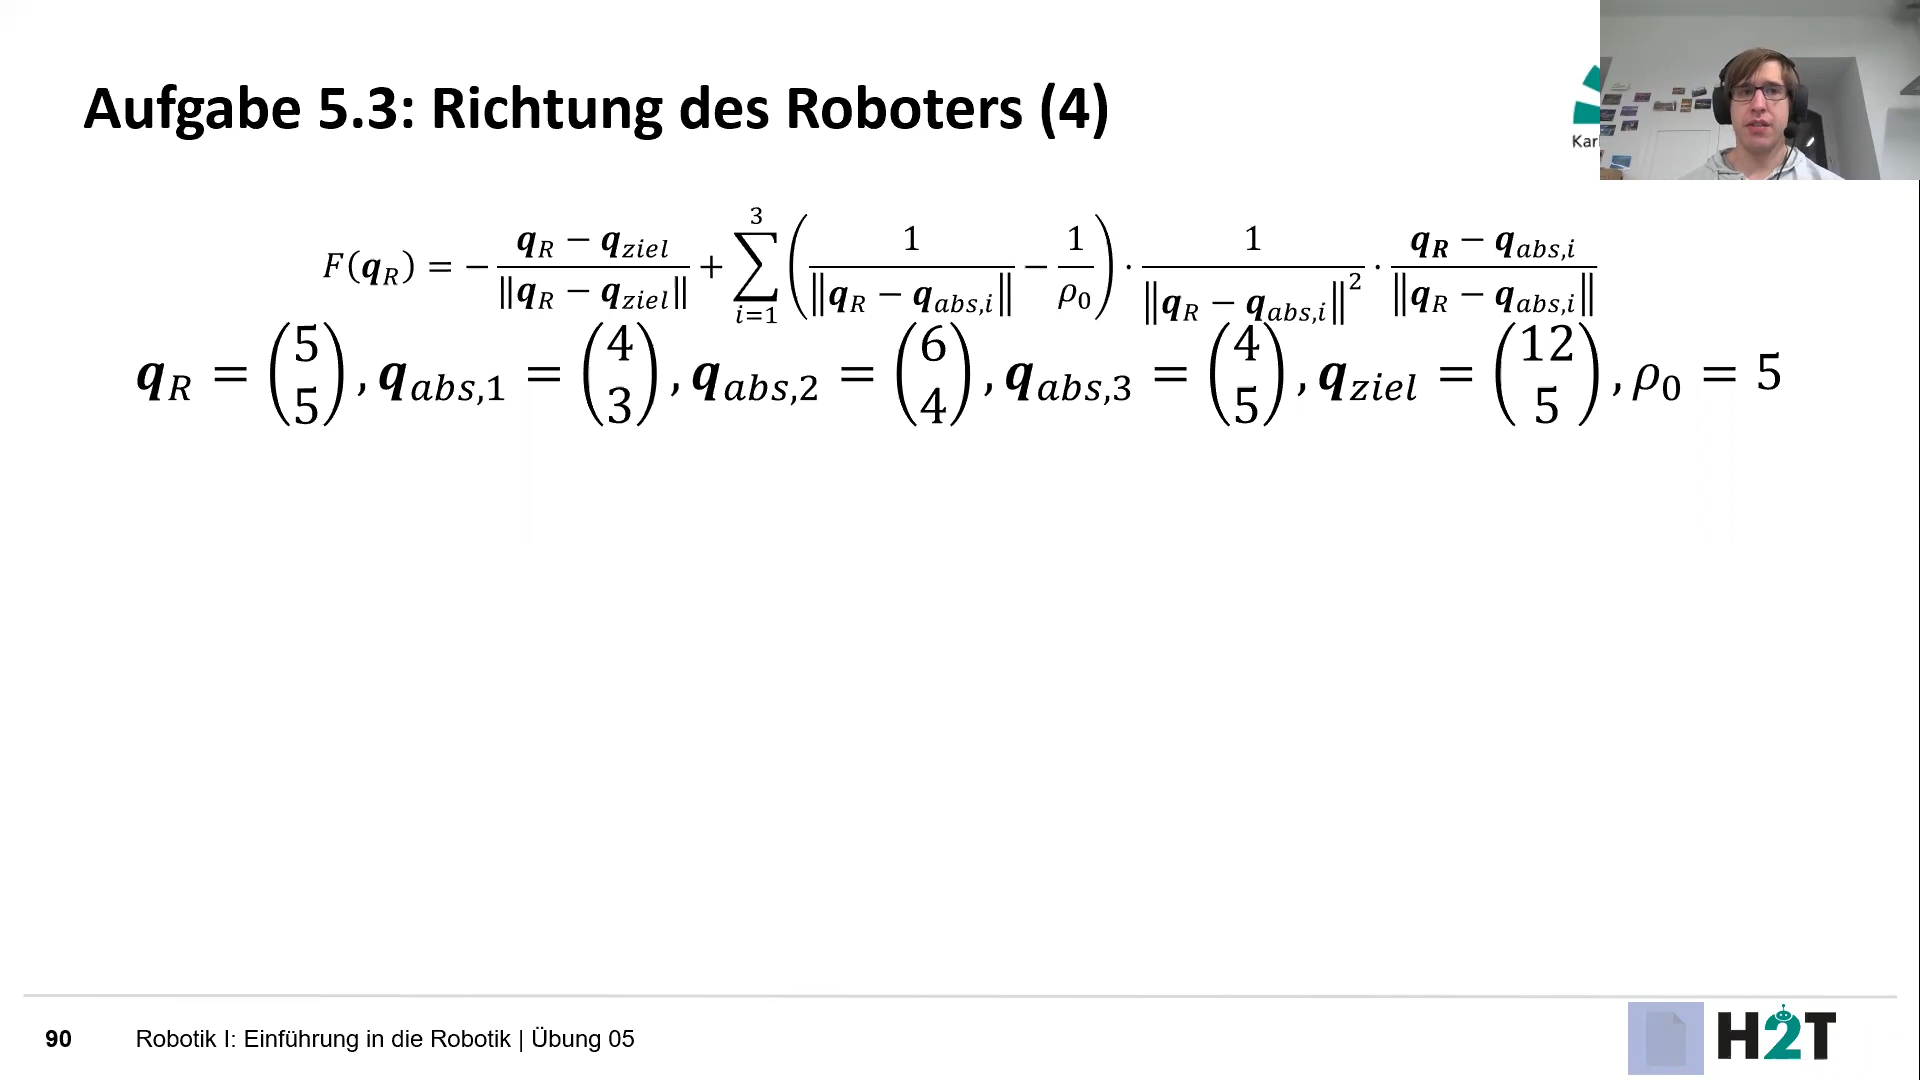 Aufgabe 5.3: Richtung des Roboters (4)
Kar
F(q_R) = − (q_R − q_ziel) / ‖q_R − q_ziel‖ + ∑_{i=1}^{3} (1 / ‖q_R − q_abs,i‖ − 1 / ρ_0) · 1 / ‖q_R − q_abs,i‖² · (q_R − q_abs,i) / ‖q_R − q_abs,i‖
q_R = (5 5), q_abs,1 = (4 3), q_abs,2 = (6 4), q_abs,3 = (4 5), q_ziel = (12 5), ρ_0 = 5
90 Robotik I: Einführung in die Robotik | Übung 05
H2T